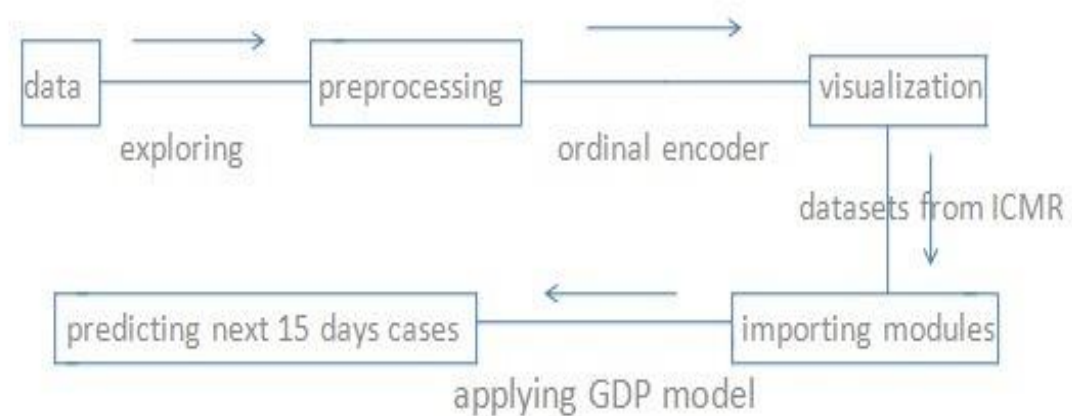 data
preprocessing
visualization
exploring
ordinal encoder
datasets from ICMR
predicting next 15 days cases
importing modules
applying GDP model